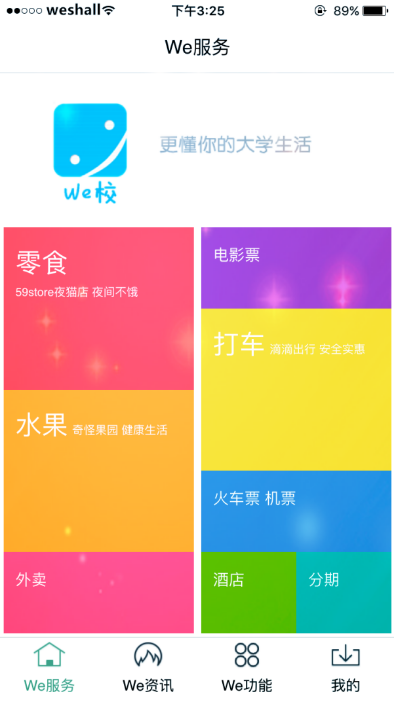 weshall 下午3:25 89%
We服务
更懂你的大学生活
We校
零食
59store夜猫店 夜间不饿
电影票
打车 滴滴出行 安全实惠
水果 奇怪果园 健康生活
火车票 机票
外卖
酒店
分期
We服务 We资讯 We功能 我的